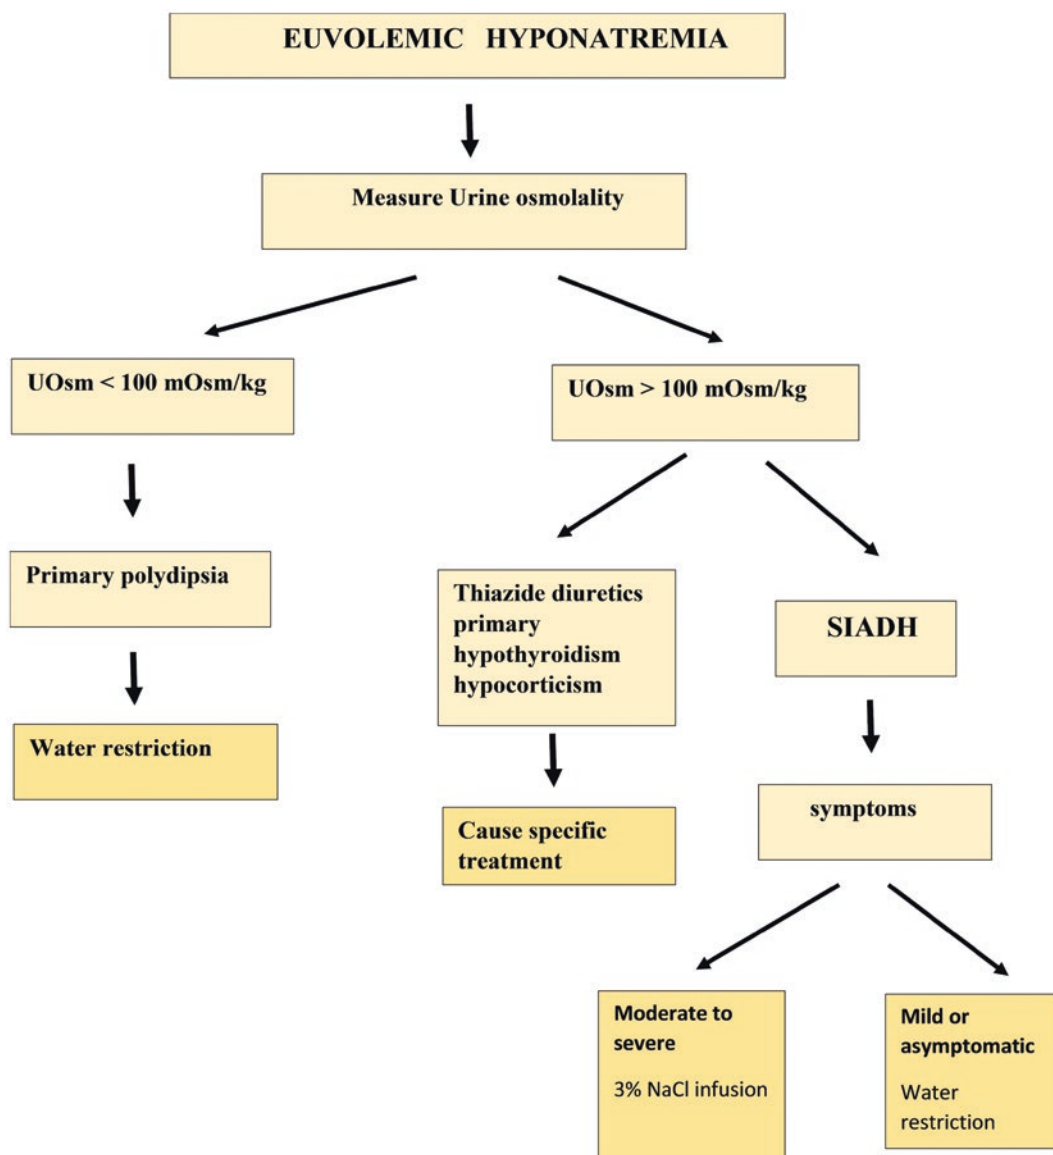 EUVOLEMIC HYPONATREMIA
Measure Urine osmolality
UOsm < 100 mOsm/kg
UOsm > 100 mOsm/kg
Primary polydipsia
Thiazide diuretics
primary
hypothyroidism
hypocorticism
SIADH
Water restriction
Cause specific
treatment
symptoms
Moderate to
severe
3% NaCl infusion
Mild or
asymptomatic
Water
restriction